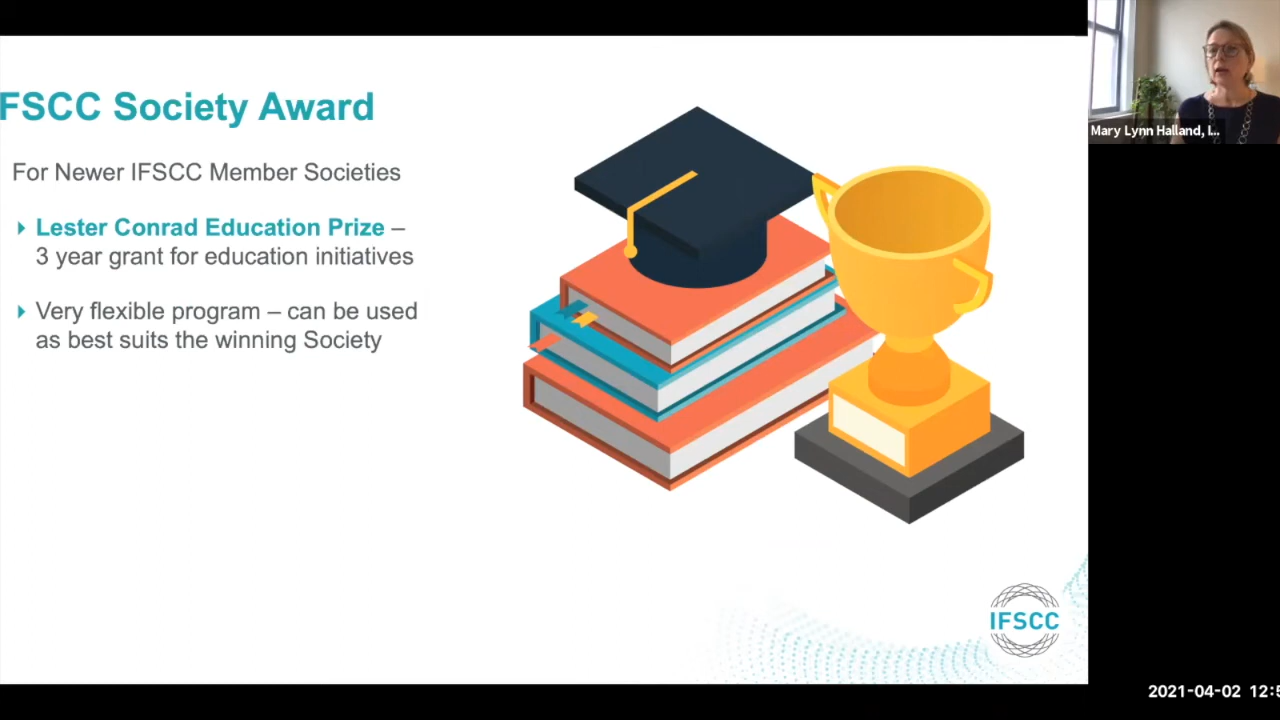 FSCC Society Award
For Newer IFSCC Member Societies
Lester Conrad Education Prize –
3 year grant for education initiatives
Very flexible program – can be used
as best suits the winning Society
IFSCC
Mary Lynn Halland, I...
2021-04-02 12:5